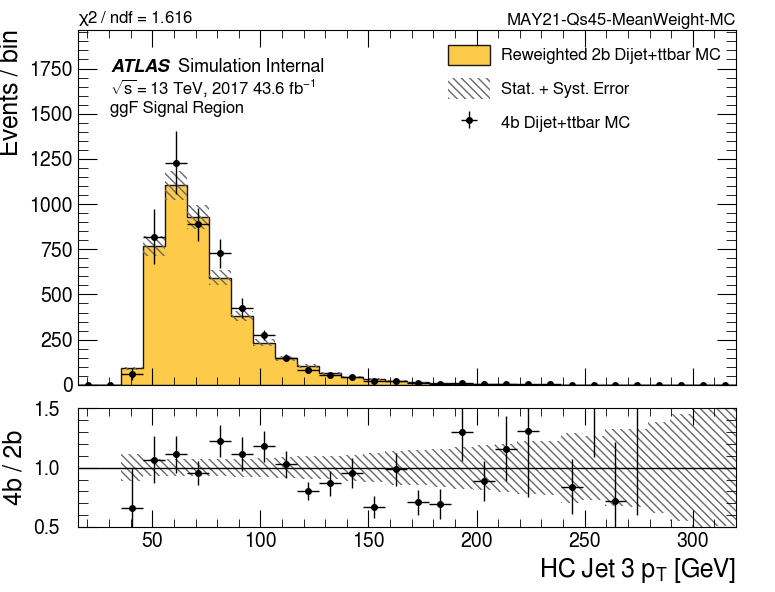 χ2 / ndf = 1.616
MAY21-Qs45-MeanWeight-MC
Events / bin
ATLAS Simulation Internal
√s = 13 TeV, 2017 43.6 fb⁻¹
ggF Signal Region
Reweighted 2b Dijet+ttbar MC
Stat. + Syst. Error
4b Dijet+ttbar MC
1750
1500
1250
1000
750
500
250
0
4b / 2b
1.5
1.0
0.5
50 100 150 200 250 300
HC Jet 3 pT [GeV]